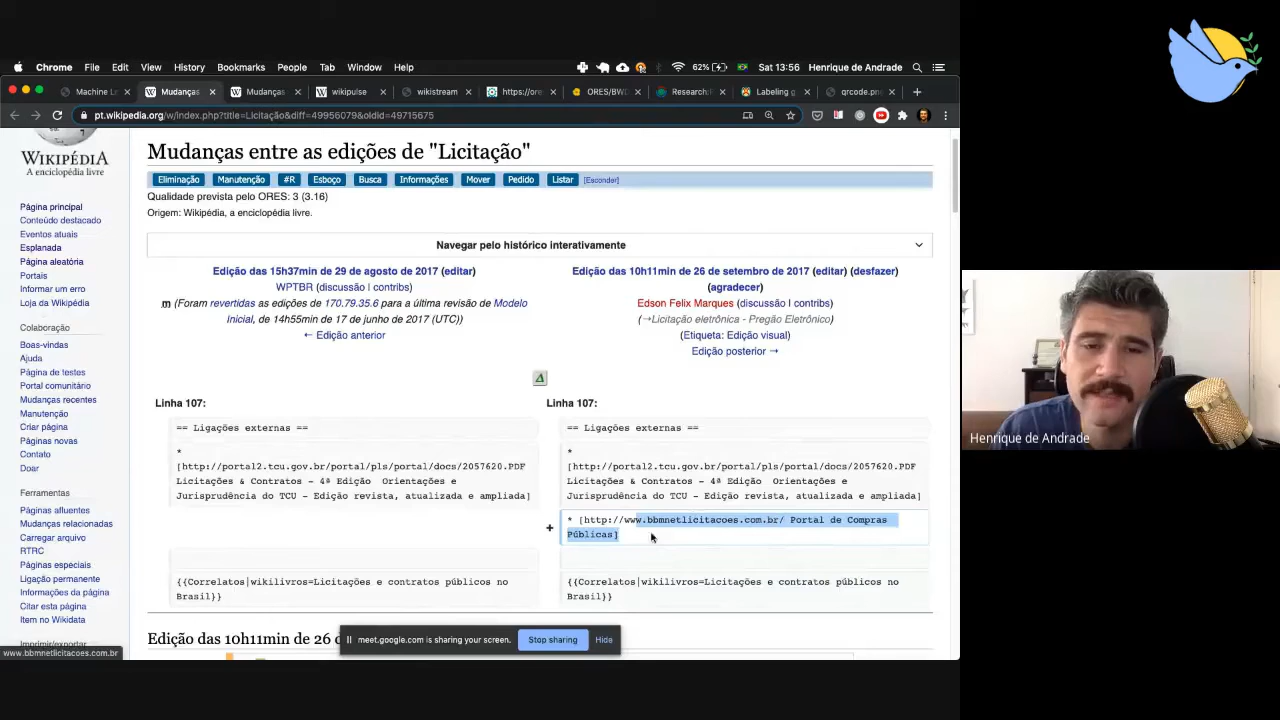 Chrome File Edit View History Bookmarks People Tab Window Help 62% Sat 13:56 Henrique de Andrade
Machine L Mudanças Mudanças wikipulse wikistream https://ore ORES/BWD Research: Labeling g qrcode.pn
pt.wikipedia.org/w/index.php?title=Licitação&diff=49956079&oldid=49715675
WIKIPÉDIA
A enciclopédia livre
Página principal
Conteúdo destacado
Eventos atuais
Esplanada
Página aleatória
Portais
Informar um erro
Loja da Wikipédia
Colaboração
Boas-vindas
Ajuda
Página de testes
Portal comunitário
Mudanças recentes
Manutenção
Criar página
Páginas novas
Contato
Doar
Ferramentas
Páginas afluentes
Mudanças relacionadas
Carregar arquivo
RTRC
Páginas especiais
Ligação permanente
Informações da página
Citar esta página
Item no Wikidata
Imprimir/exportar
www.bbmnetlicitacoes.com.br
Mudanças entre as edições de "Licitação"
Eliminação Manutenção #R Esboço Busca Informações Mover Pedido Listar [Esconder]
Qualidade prevista pelo ORES: 3 (3.16)
Origem: Wikipédia, a enciclopédia livre.
Navegar pelo histórico interativamente
Edição das 15h37min de 29 de agosto de 2017 (editar)
WPTBR (discussão | contribs)
m (Foram revertidas as edições de 170.79.35.6 para a última revisão de Modelo
Inicial, de 14h55min de 17 de junho de 2017 (UTC))
← Edição anterior
Edição das 10h11min de 26 de setembro de 2017 (editar) (desfazer)
(agradecer)
Edson Felix Marques (discussão | contribs)
(→Licitação eletrônica - Pregão Eletrônico)
(Etiqueta: Edição visual)
Edição posterior →
Δ
Linha 107:
== Ligações externas ==
*
[http://portal2.tcu.gov.br/portal/pls/portal/docs/2057620.PDF
Licitações & Contratos - 4ª Edição Orientações e
Jurisprudência do TCU - Edição revista, atualizada e ampliada]
{{Correlatos|wikilivros=Licitações e contratos públicos no
Brasil}}
Linha 107:
== Ligações externas ==
*
[http://portal2.tcu.gov.br/portal/pls/portal/docs/2057620.PDF
Licitações & Contratos - 4ª Edição Orientações e
Jurisprudência do TCU - Edição revista, atualizada e ampliada]
+ * [http://www.bbmnetlicitacoes.com.br/ Portal de Compras
Públicas]
{{Correlatos|wikilivros=Licitações e contratos públicos no
Brasil}}
Edição das 10h11min de 26 d
meet.google.com is sharing your screen. Stop sharing Hide
Henrique de Andrade